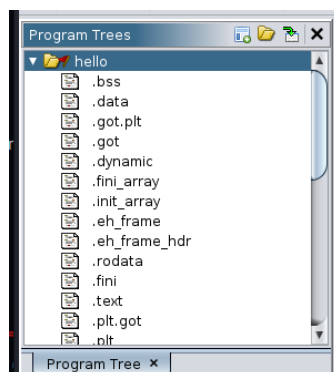 Program Trees
hello
.bss
.data
.got.plt
.got
.dynamic
.fini_array
.init_array
.eh_frame
.eh_frame_hdr
.rodata
.fini
.text
.plt.got
.plt
Program Tree ×